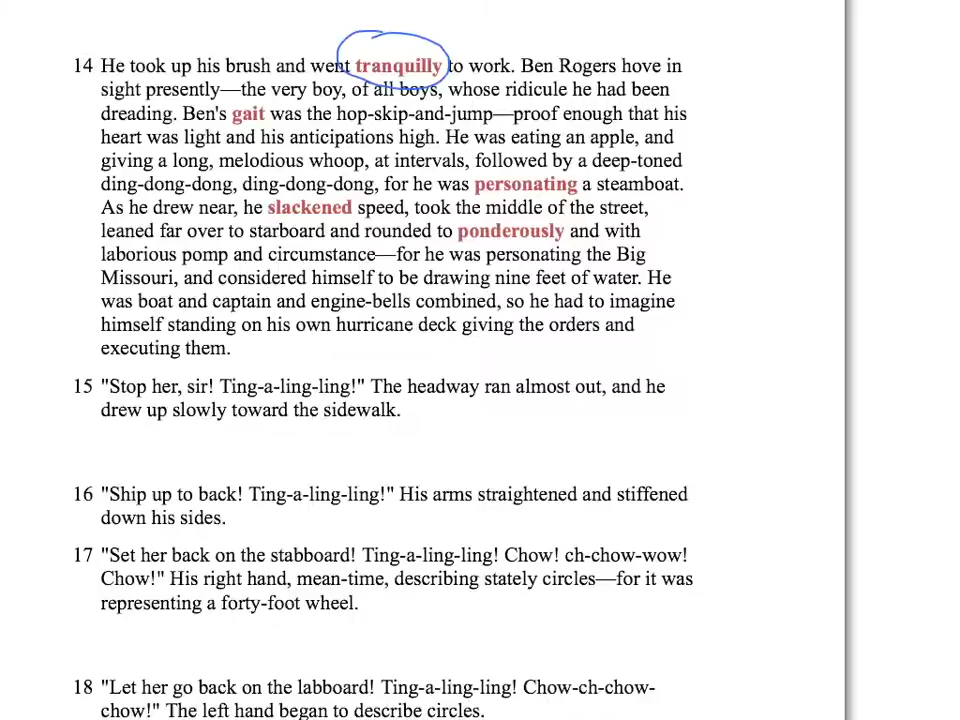 14 He took up his brush and went tranquilly to work. Ben Rogers hove in
sight presently—the very boy, of all boys, whose ridicule he had been
dreading. Ben's gait was the hop-skip-and-jump—proof enough that his
heart was light and his anticipations high. He was eating an apple, and
giving a long, melodious whoop, at intervals, followed by a deep-toned
ding-dong-dong, ding-dong-dong, for he was personating a steamboat.
As he drew near, he slackened speed, took the middle of the street,
leaned far over to starboard and rounded to ponderously and with
laborious pomp and circumstance—for he was personating the Big
Missouri, and considered himself to be drawing nine feet of water. He
was boat and captain and engine-bells combined, so he had to imagine
himself standing on his own hurricane deck giving the orders and
executing them.
15 "Stop her, sir! Ting-a-ling-ling!" The headway ran almost out, and he
drew up slowly toward the sidewalk.
16 "Ship up to back! Ting-a-ling-ling!" His arms straightened and stiffened
down his sides.
17 "Set her back on the stabboard! Ting-a-ling-ling! Chow! ch-chow-wow!
Chow!" His right hand, mean-time, describing stately circles—for it was
representing a forty-foot wheel.
18 "Let her go back on the labboard! Ting-a-ling-ling! Chow-ch-chow-
chow!" The left hand began to describe circles.